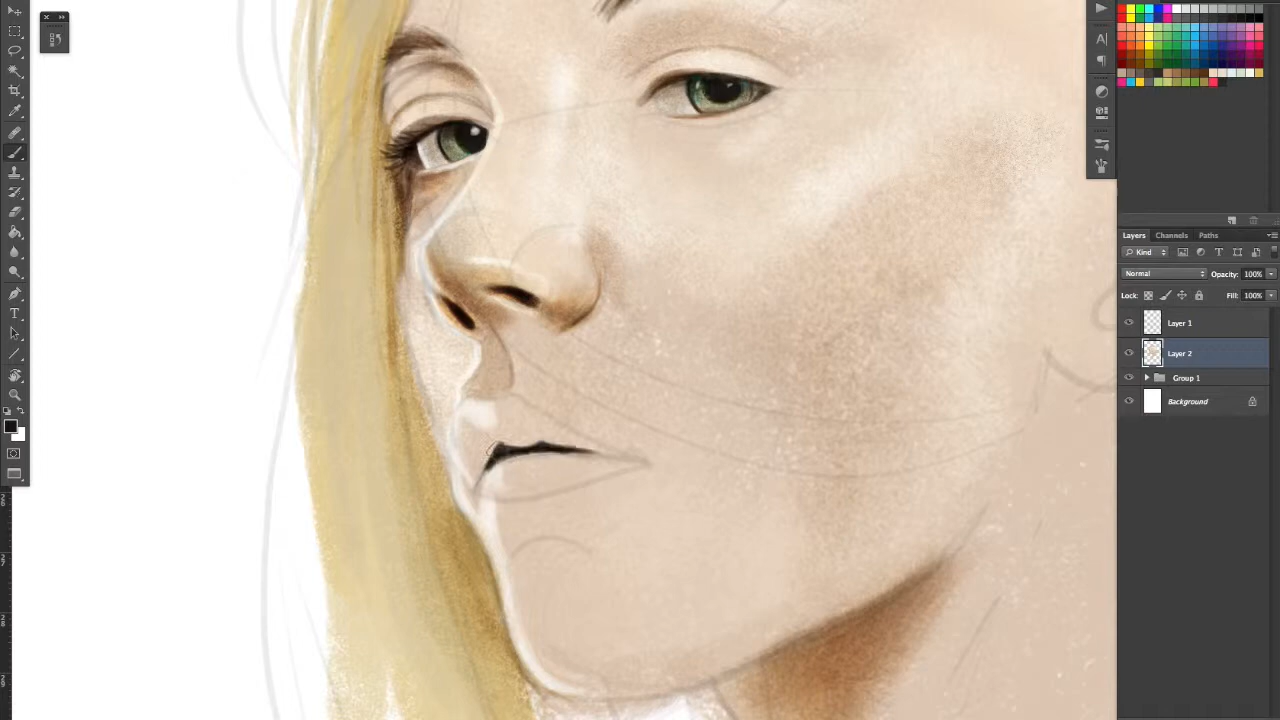 Layers Channels Paths
Kind
Normal Opacity: 100%
Lock: Fill: 100%
Layer 1
Layer 2
Group 1
Background